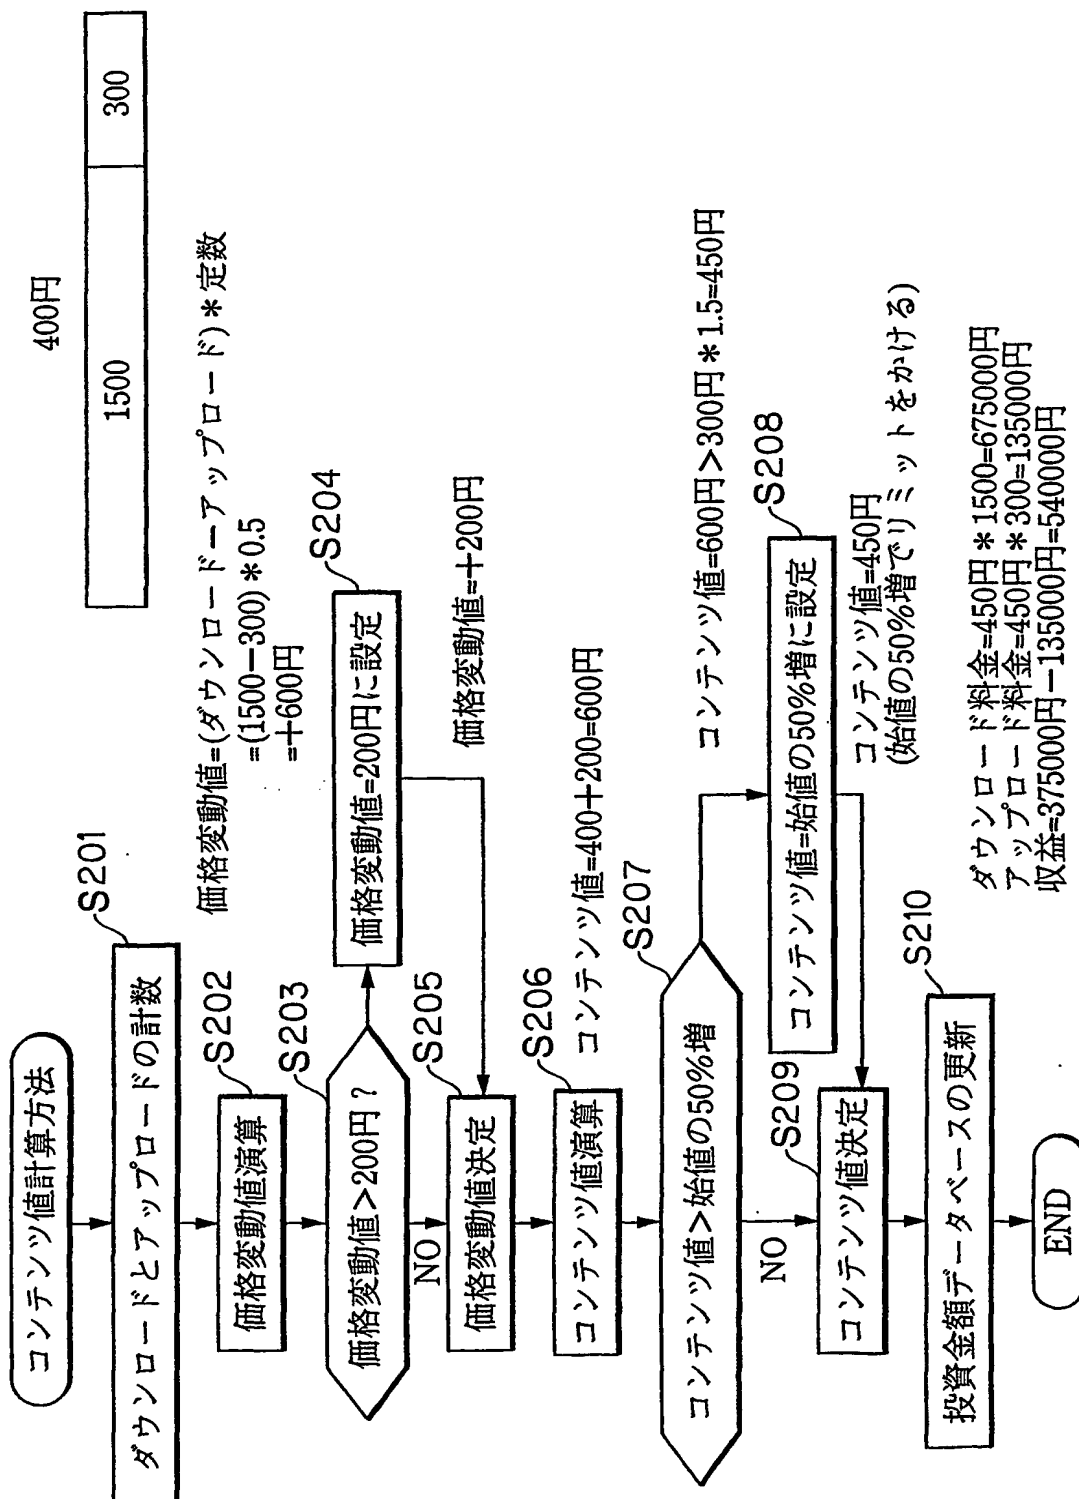 400円
1500
300
コンテンツ値計算方法
ダウンロードとアップロードの計数
S201
価格変動値演算
S202
価格変動値=(ダウンロードーアップロード)*定数
=(1500-300)*0.5
=+600円
価格変動値>200円?
S203
価格変動値=200円に設定
S204
価格変動値=+200円
NO
価格変動値決定
S205
コンテンツ値演算
S206
コンテンツ値=400+200=600円
コンテンツ値>始値の50%増
S207
コンテンツ値=600円>300円*1.5=450円
コンテンツ値=始値の50%増に設定
S208
コンテンツ値=450円
(始値の50%増でリミットをかける)
NO
コンテンツ値決定
S209
投資金額データベースの更新
S210
ダウンロード料金=450円*1500=675000円
アップロード料金=450円*300=135000円
収益=375000円-135000円=540000円
END